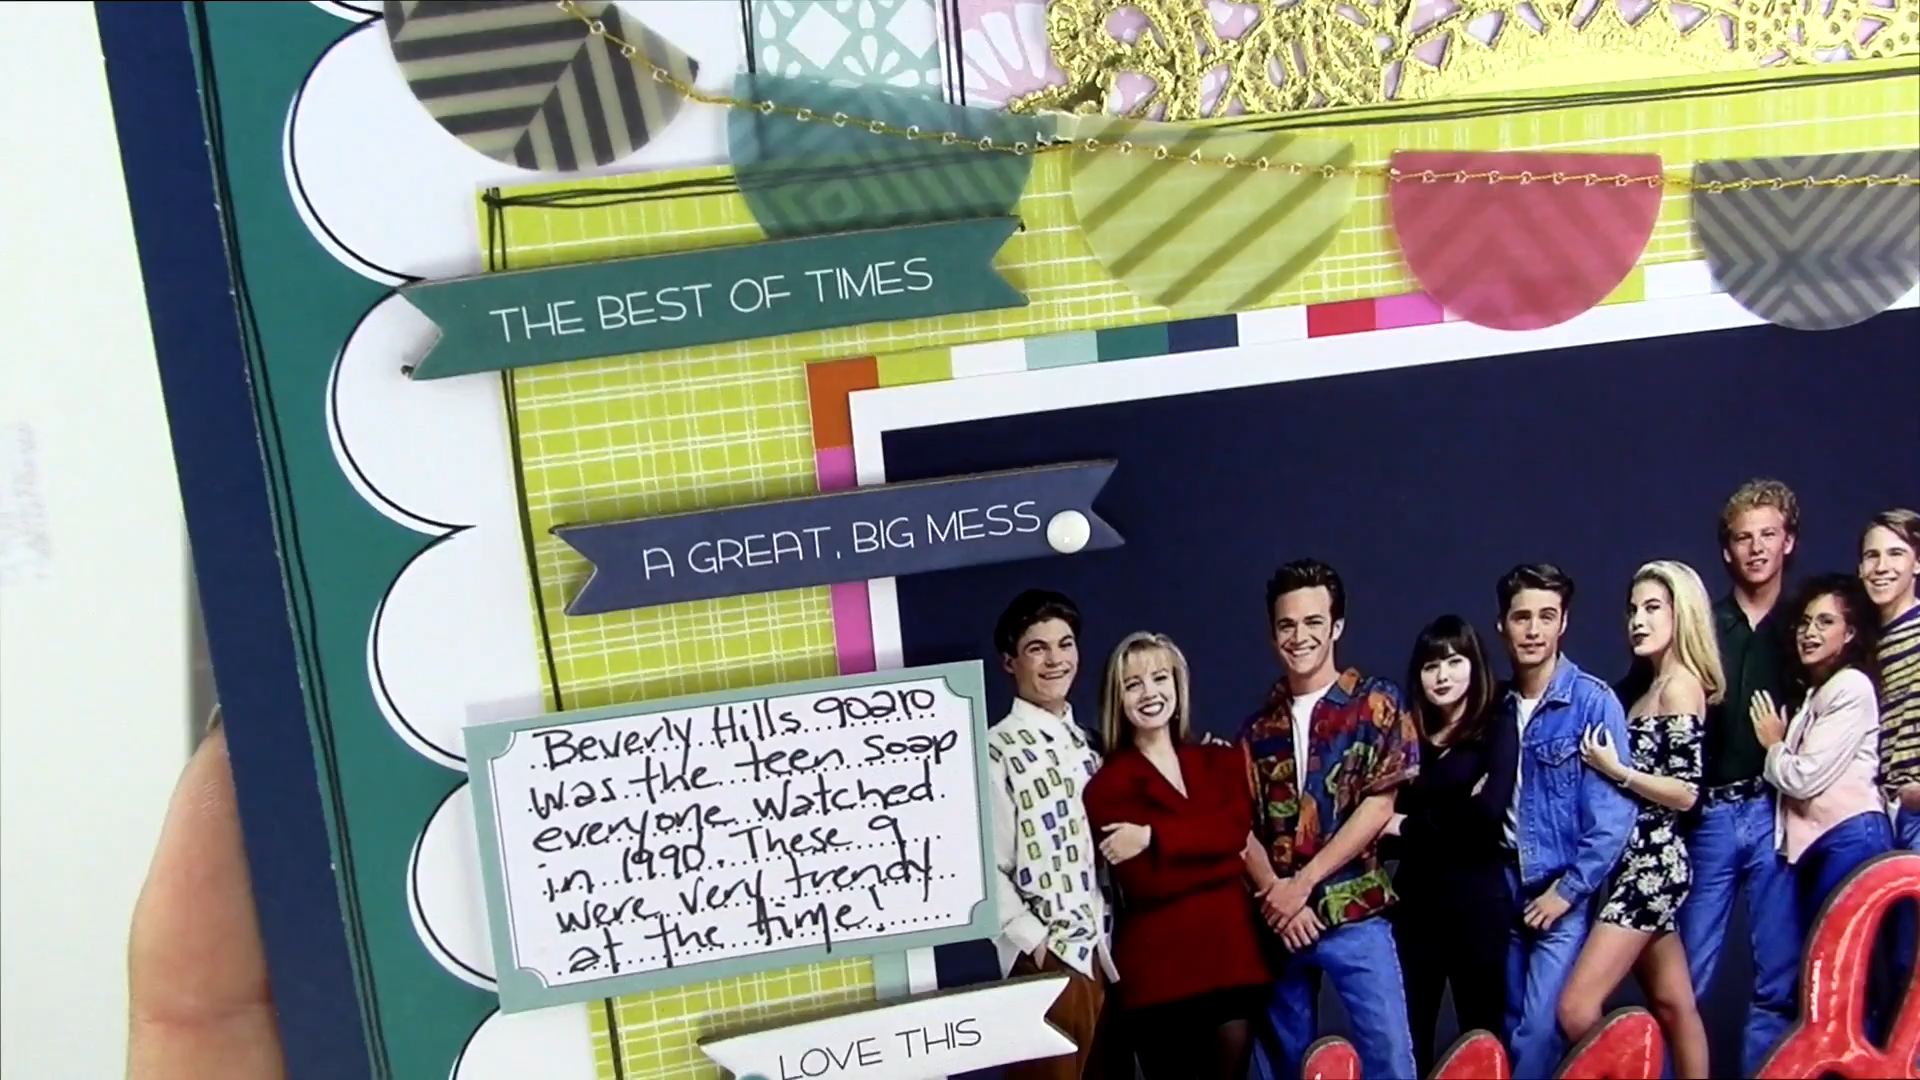 THE BEST OF TIMES
A GREAT, BIG MESS
Beverly Hills 90210
was the teen soap
everyone watched
in 1990. These 9
were very trendy
at the time!
LOVE THIS